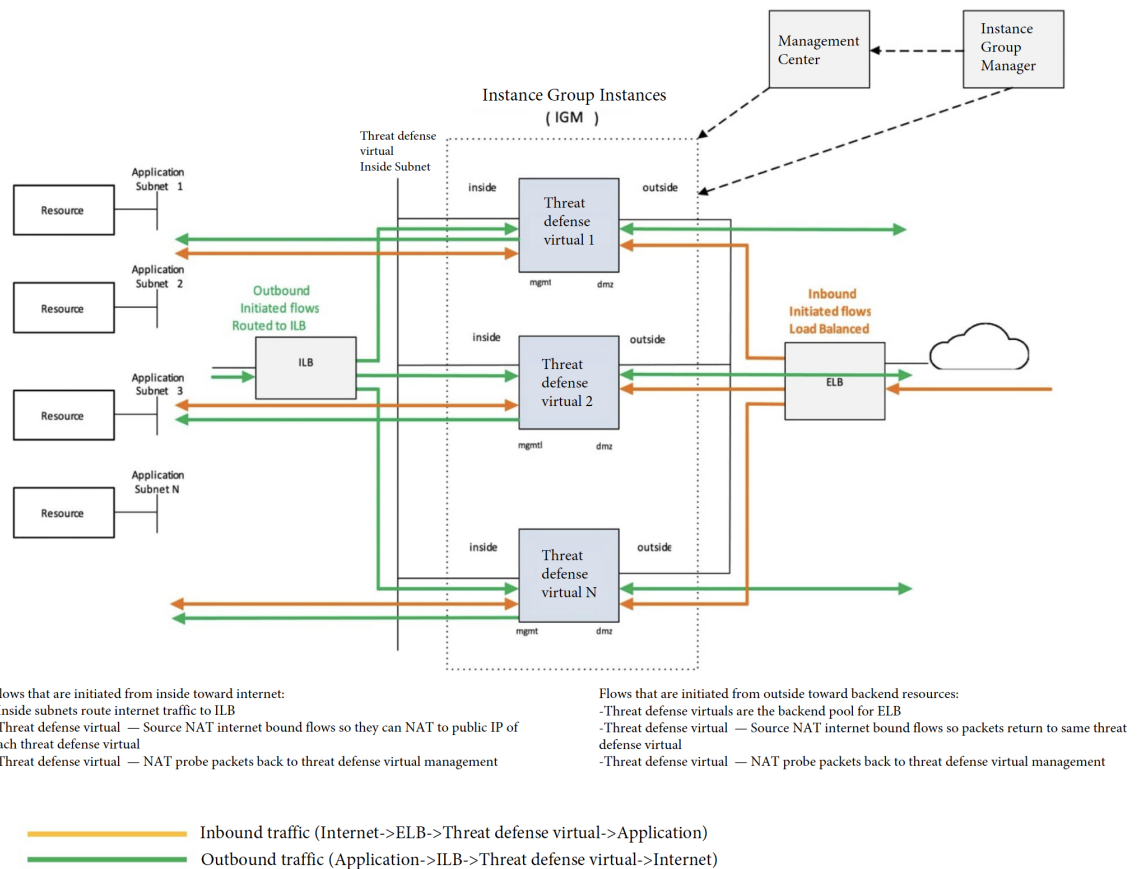 Management
Center
Instance
Group
Manager
Instance Group Instances
( IGM )
Threat defense
virtual
Inside Subnet
Application
Subnet 1
Resource
inside
Threat
defense
virtual 1
outside
mgmt
dmz
Application
Subnet 2
Resource
Outbound
Initiated flows
Routed to ILB
ILB
inside
Threat
defense
virtual 2
outside
mgmtl
dmz
Inbound
Initiated flows
Load Balanced
ELB
Application
Subnet 3
Resource
Application
Subnet N
Resource
inside
Threat
defense
virtual N
outside
mgmt
dmz
lows that are initiated from inside toward internet:
Inside subnets route internet traffic to ILB
Threat defense virtual — Source NAT internet bound flows so they can NAT to public IP of
ach threat defense virtual
Threat defense virtual — NAT probe packets back to threat defense virtual management
Flows that are initiated from outside toward backend resources:
-Threat defense virtuals are the backend pool for ELB
-Threat defense virtual — Source NAT internet bound flows so packets return to same threat
defense virtual
-Threat defense virtual — NAT probe packets back to threat defense virtual management
Inbound traffic (Internet->ELB->Threat defense virtual->Application)
Outbound traffic (Application->ILB->Threat defense virtual->Internet)